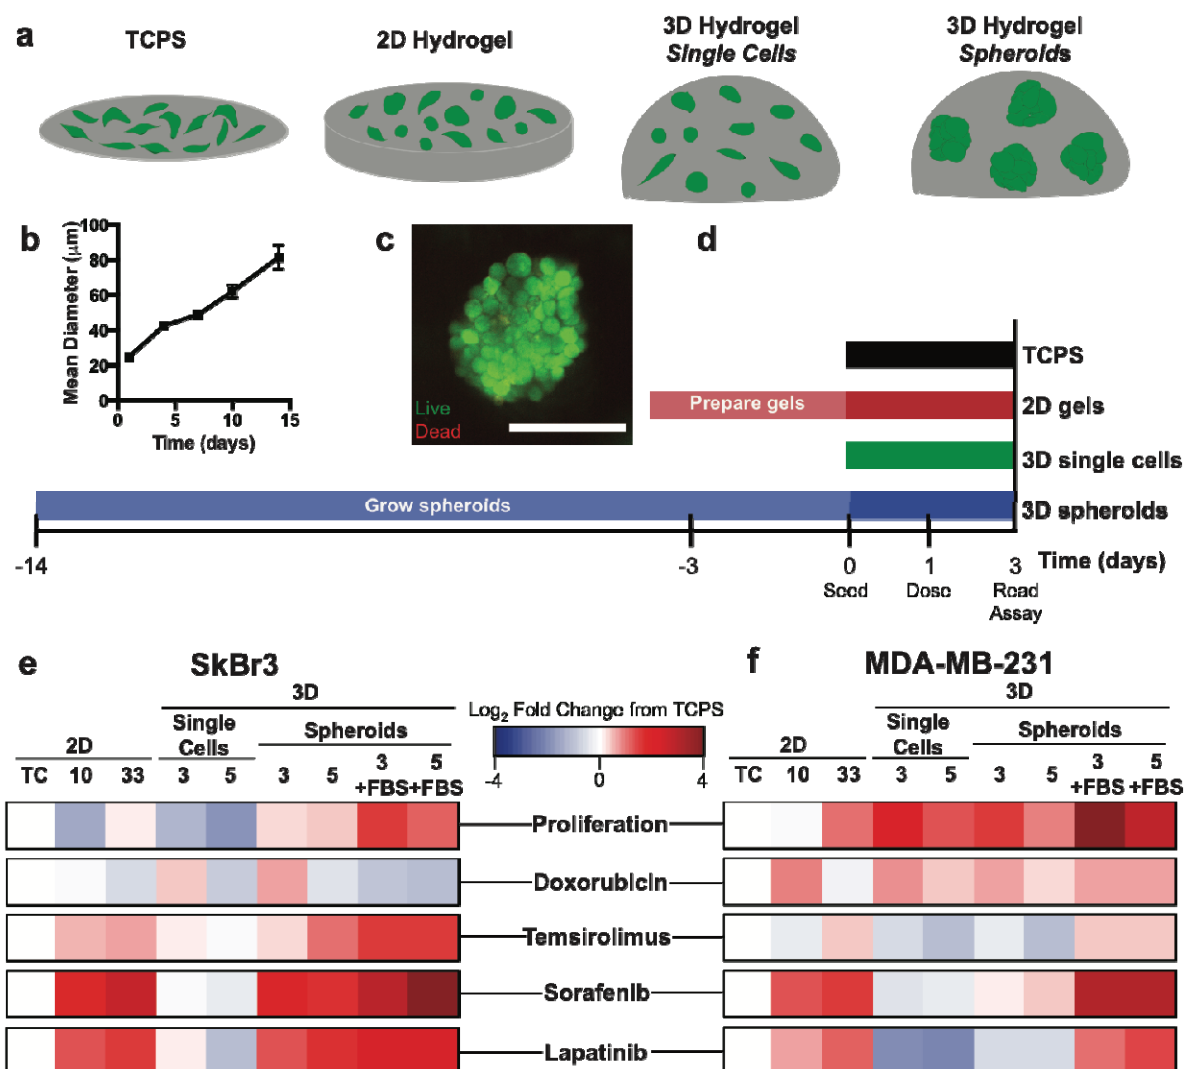 a
TCPS
2D Hydrogel
3D Hydrogel
Single Cells
3D Hydrogel
Spheroids
b
Mean Diameter (μm)
100
80
60
40
20
0
0 5 10 15
Time (days)
c
Live
Dead
d
TCPS
Prepare gels
2D gels
3D single cells
Grow spheroids
3D spheroids
-14 -3 0 1 3 Time (days)
Seed Dose Read
Assay
e
SkBr3
3D
Single
Cells
Spheroids
2D
TC 10 33 3 5 3 5 3 5
+FBS +FBS
Log2 Fold Change from TCPS
-4 0 4
f
MDA-MB-231
3D
Single
Cells
Spheroids
2D
TC 10 33 3 5 3 5 3 5
+FBS +FBS
Proliferation
Doxorubicin
Temsirolimus
Sorafenib
Lapatinib